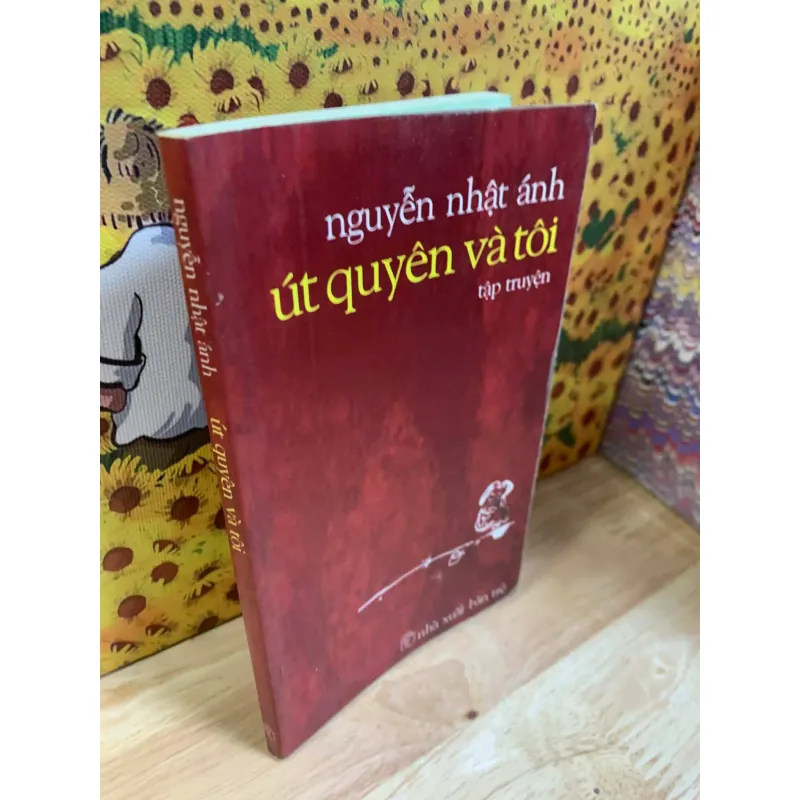 nguyễn nhật ánh
út quyên và tôi
tập truyện
nhà xuất bản trẻ
nguyễn nhật ánh út quyên và tôi